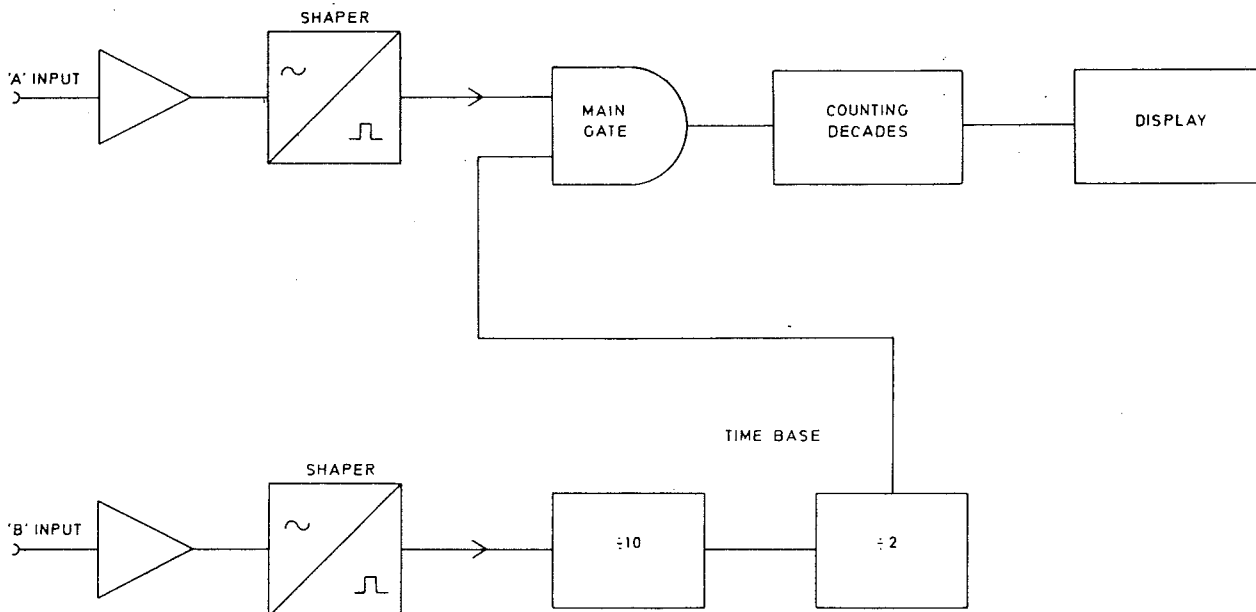 SHAPER
'A' INPUT
MAIN
GATE
COUNTING
DECADES
DISPLAY
TIME BASE
SHAPER
'B' INPUT
÷10
÷2